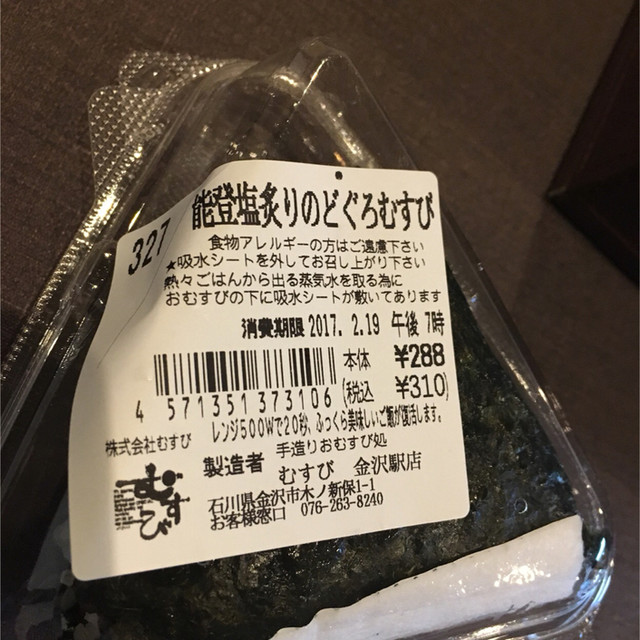 327
能登塩炙りのどぐろむすび
食物アレルギーの方はご遠慮下さい
★吸水シートを外してお召し上がり下さい
熱々ごはんから出る蒸気水を取る為に
おむすびの下に吸水シートが敷いてあります
消費期限 2017. 2.19 午後 7時
本体 ¥288
(税込 ¥310)
4 571351373106
レンジ500Wで20秒、ふっくら美味しいご飯が復活します。
株式会社むすび
手造りおむすび処
製造者 むすび 金沢駅店
石川県金沢市木ノ新保1-1
お客様窓口 076-263-8240
むすび